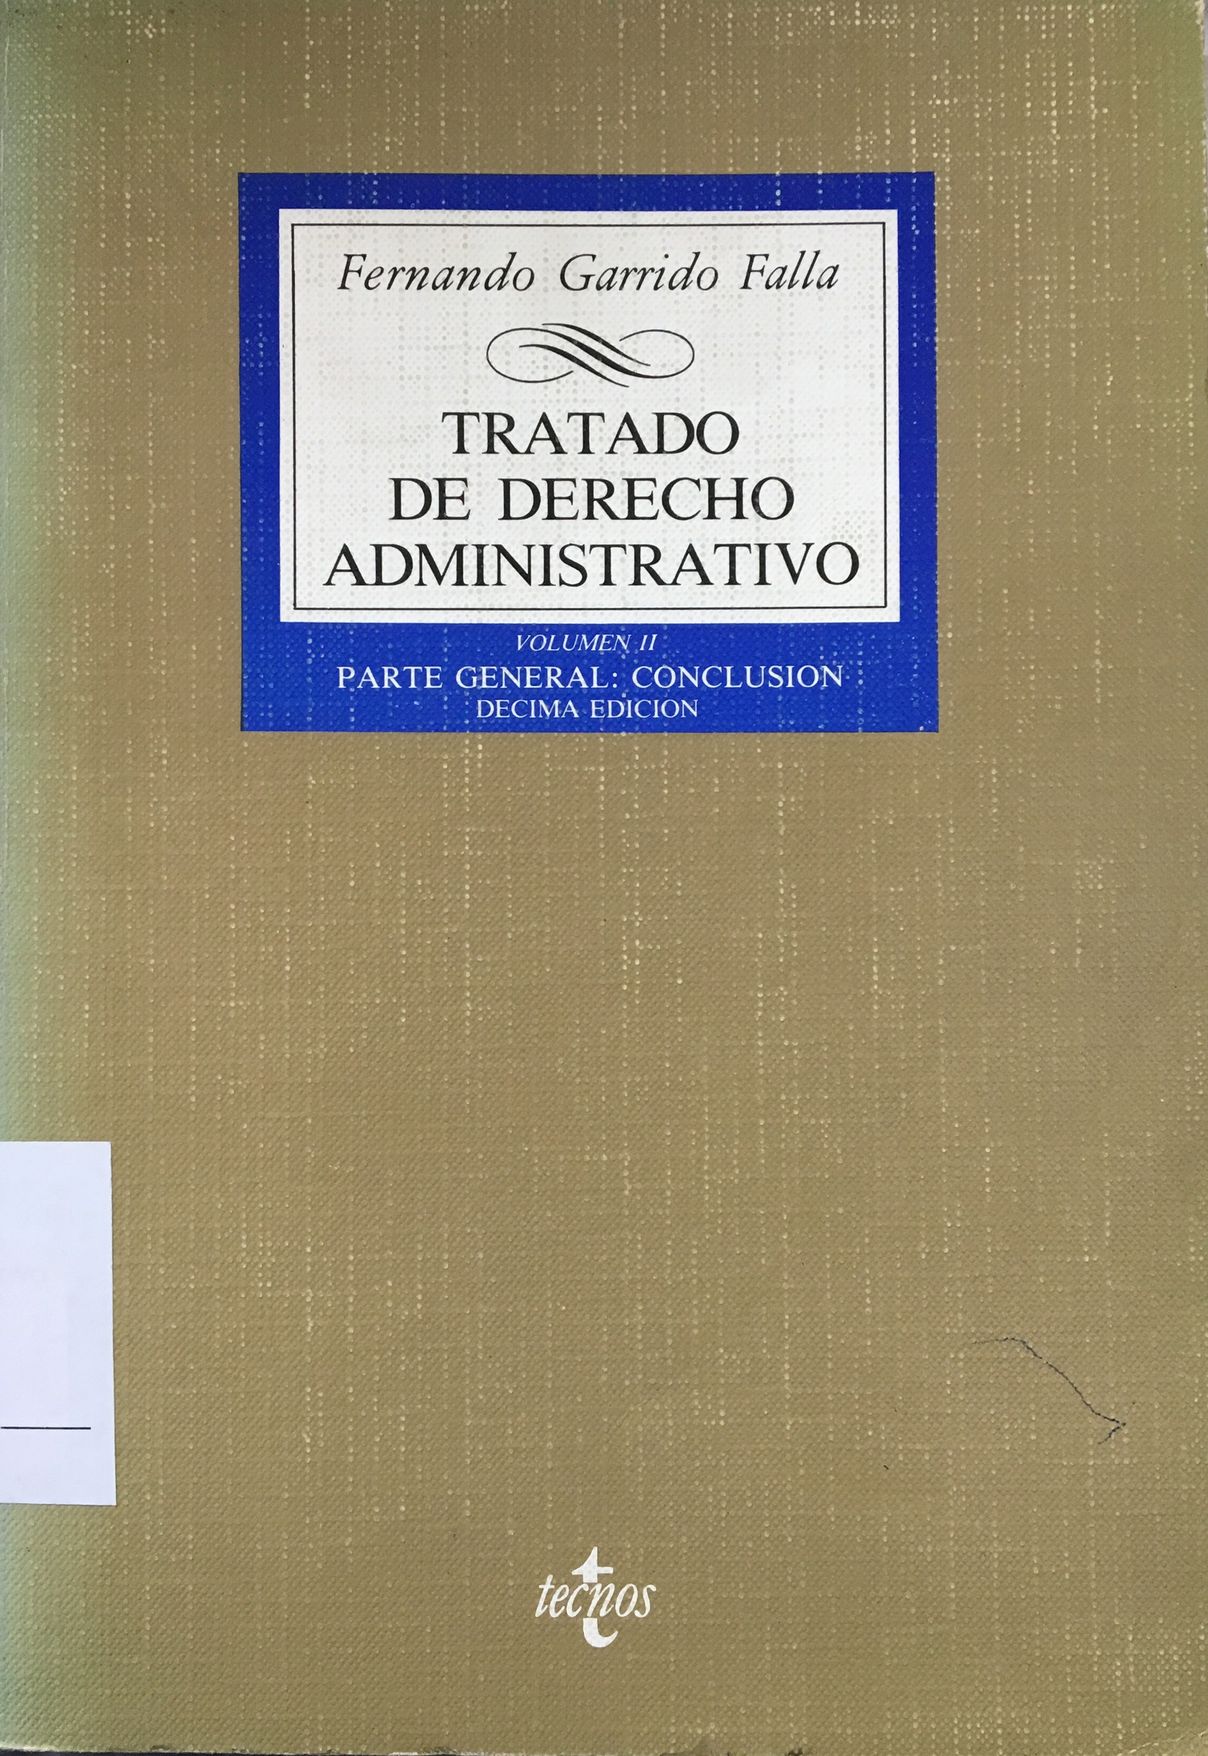 Fernando Garrido Falla
TRATADO
DE DERECHO
ADMINISTRATIVO
VOLUMEN II
PARTE GENERAL: CONCLUSION
DECIMA EDICION
tecnos